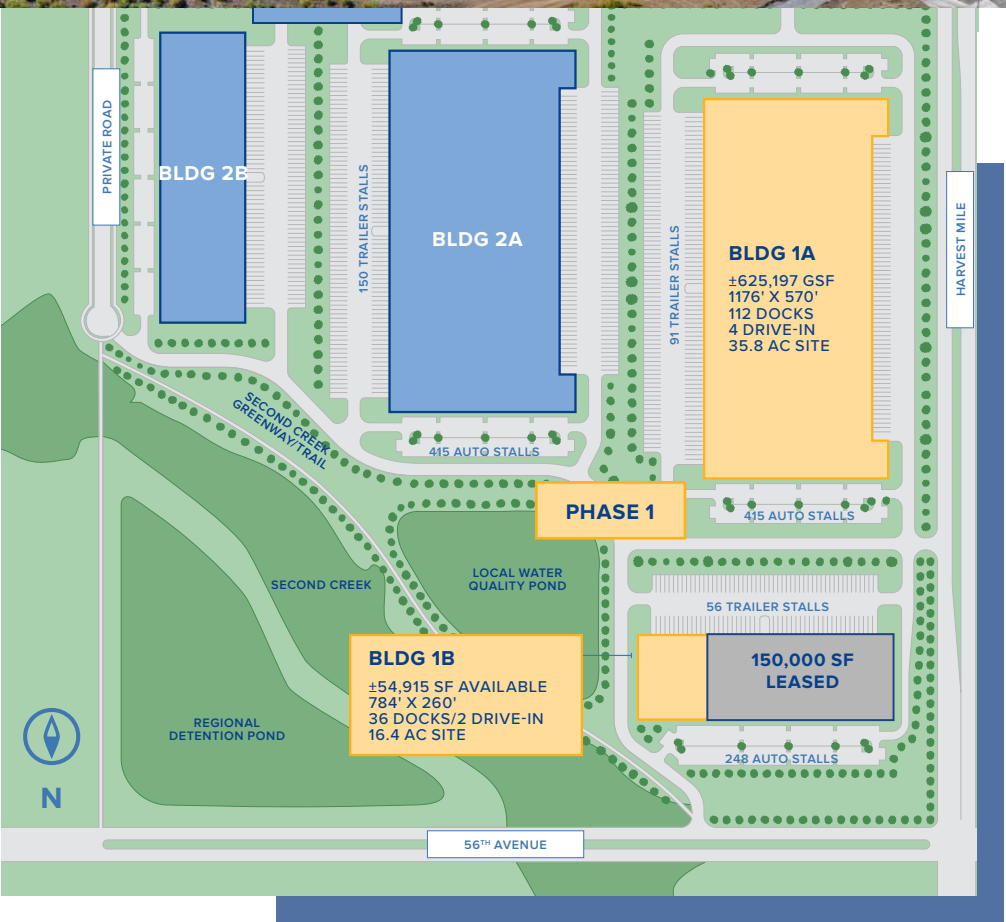 PRIVATE ROAD
BLDG 2B
150 TRAILER STALLS
BLDG 2A
415 AUTO STALLS
91 TRAILER STALLS
BLDG 1A
±625,197 GSF
1176' X 570'
112 DOCKS
4 DRIVE-IN
35.8 AC SITE
HARVEST MILE
SECOND CREEK
GREENWAY/TRAIL
PHASE 1
415 AUTO STALLS
SECOND CREEK
LOCAL WATER
QUALITY POND
56 TRAILER STALLS
BLDG 1B
±54,915 SF AVAILABLE
784' X 260'
36 DOCKS/2 DRIVE-IN
16.4 AC SITE
150,000 SF
LEASED
REGIONAL
DETENTION POND
248 AUTO STALLS
N
56TH AVENUE